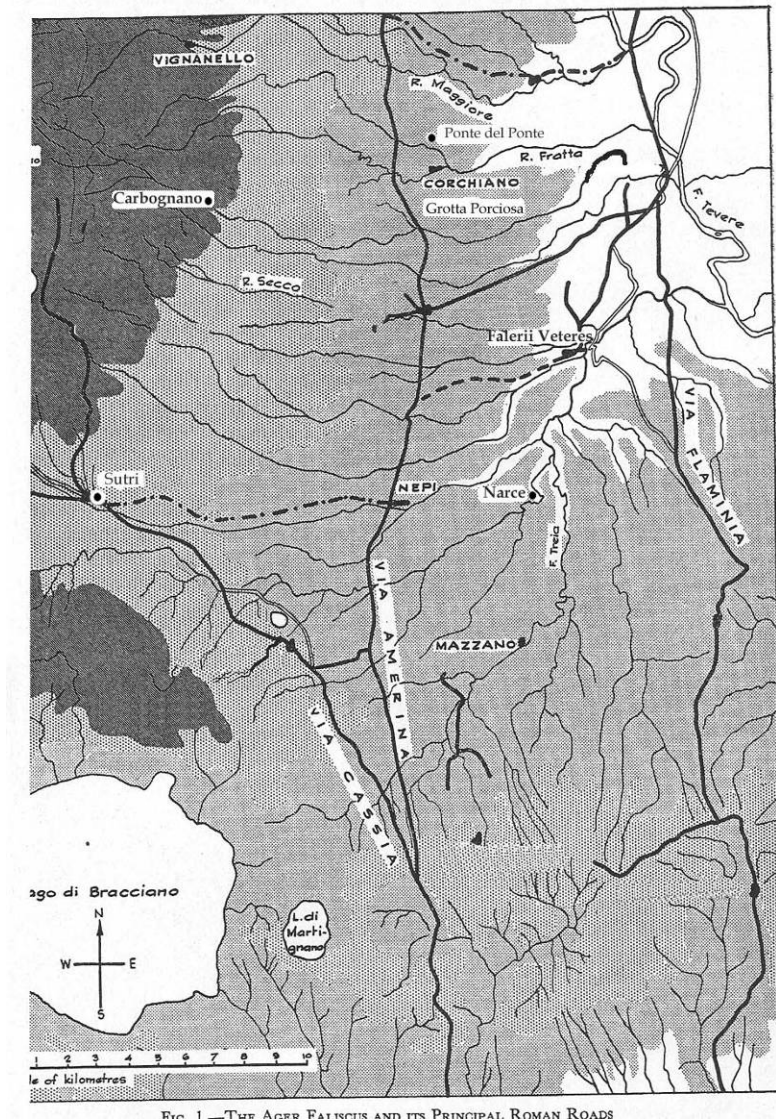 VIGNANELLO
R. Maggiore
Ponte del Ponte
R. Fratta
CORCHIANO
Carbognano
Grotta Porciosa
F. Tevere
R. Secco
Falerii Veteres
VIA FLAMINIA
Sutri
NEPI
Narce
F. Treia
VIA AMERINA
MAZZANO
VIA CASSIA
ago di Bracciano
N
W
E
S
L. di
Marti-
gnano
1 2 3 4 5 6 7 8 9 10
le of kilometres
FIG. 1.—THE AGER FALISCUS AND ITS PRINCIPAL ROMAN ROADS